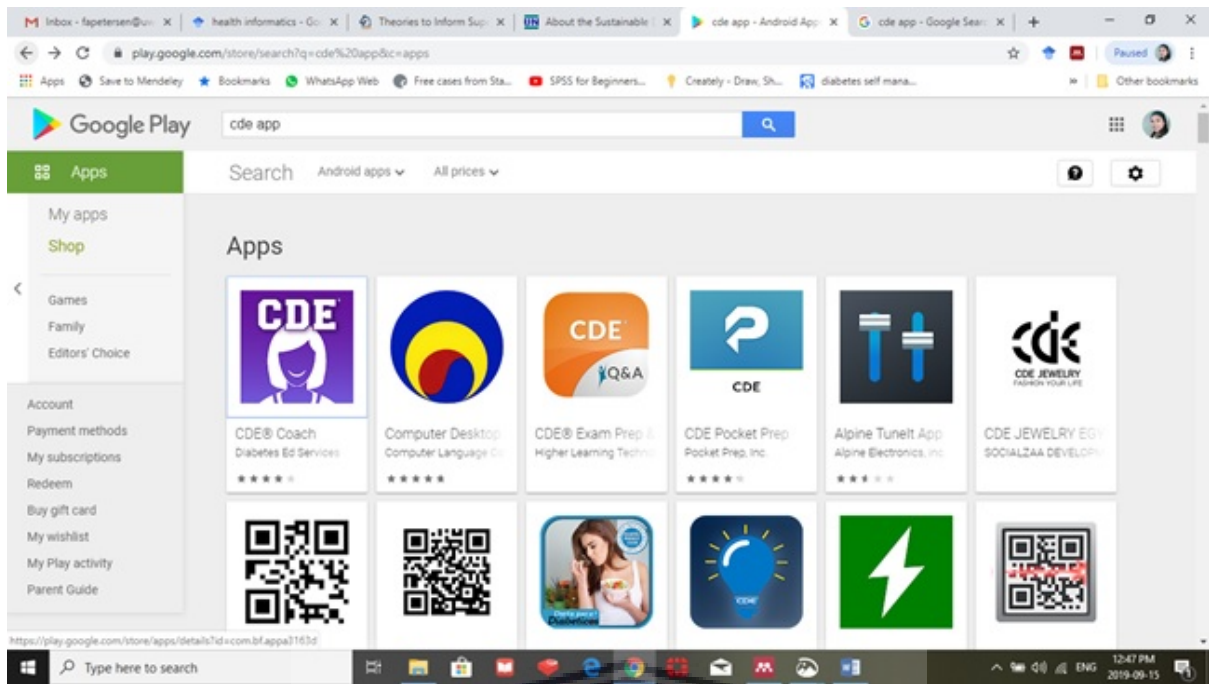 Inbox - fapetersen@uw
health informatics - Go
Theories to Inform Sup
About the Sustainable
cde app - Android App
cde app - Google Sear
play.google.com/store/search?q=cde%20app&c=apps
Paused
Apps
Save to Mendeley
Bookmarks
WhatsApp Web
Free cases from Sta...
SPSS for Beginners...
Creately - Draw, Sh...
diabetes self mana...
Other bookmarks
Google Play
cde app
Apps
Search
Android apps
All prices
My apps
Shop
Games
Family
Editors' Choice
Account
Payment methods
My subscriptions
Redeem
Buy gift card
My wishlist
My Play activity
Parent Guide
Apps
CDE
CDE® Coach
Diabetes Ed Services
Computer Desktop
Computer Language Co
CDE
Q&A
CDE® Exam Prep &
Higher Learning Techno
CDE
CDE Pocket Prep
Pocket Prep, Inc.
Alpine TuneIt App
Alpine Electronics, Inc.
cde
CDE JEWELRY
FASHION YOUR LIFE
CDE JEWELRY EGY
SOCIALZAA DEVELOP
Diabéticos
https://play.google.com/store/apps/details?id=com.bf.appa3163d
Type here to search
ENG
12:47 PM
2019-09-15